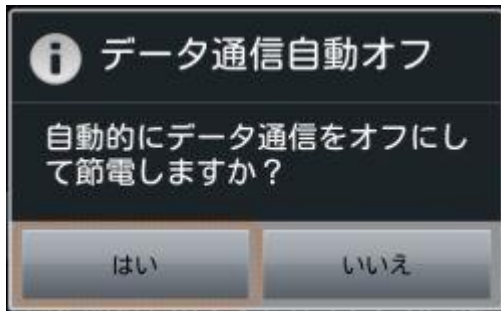 データ通信自動オフ
自動的にデータ通信をオフにし
て節電しますか？
はい
いいえ